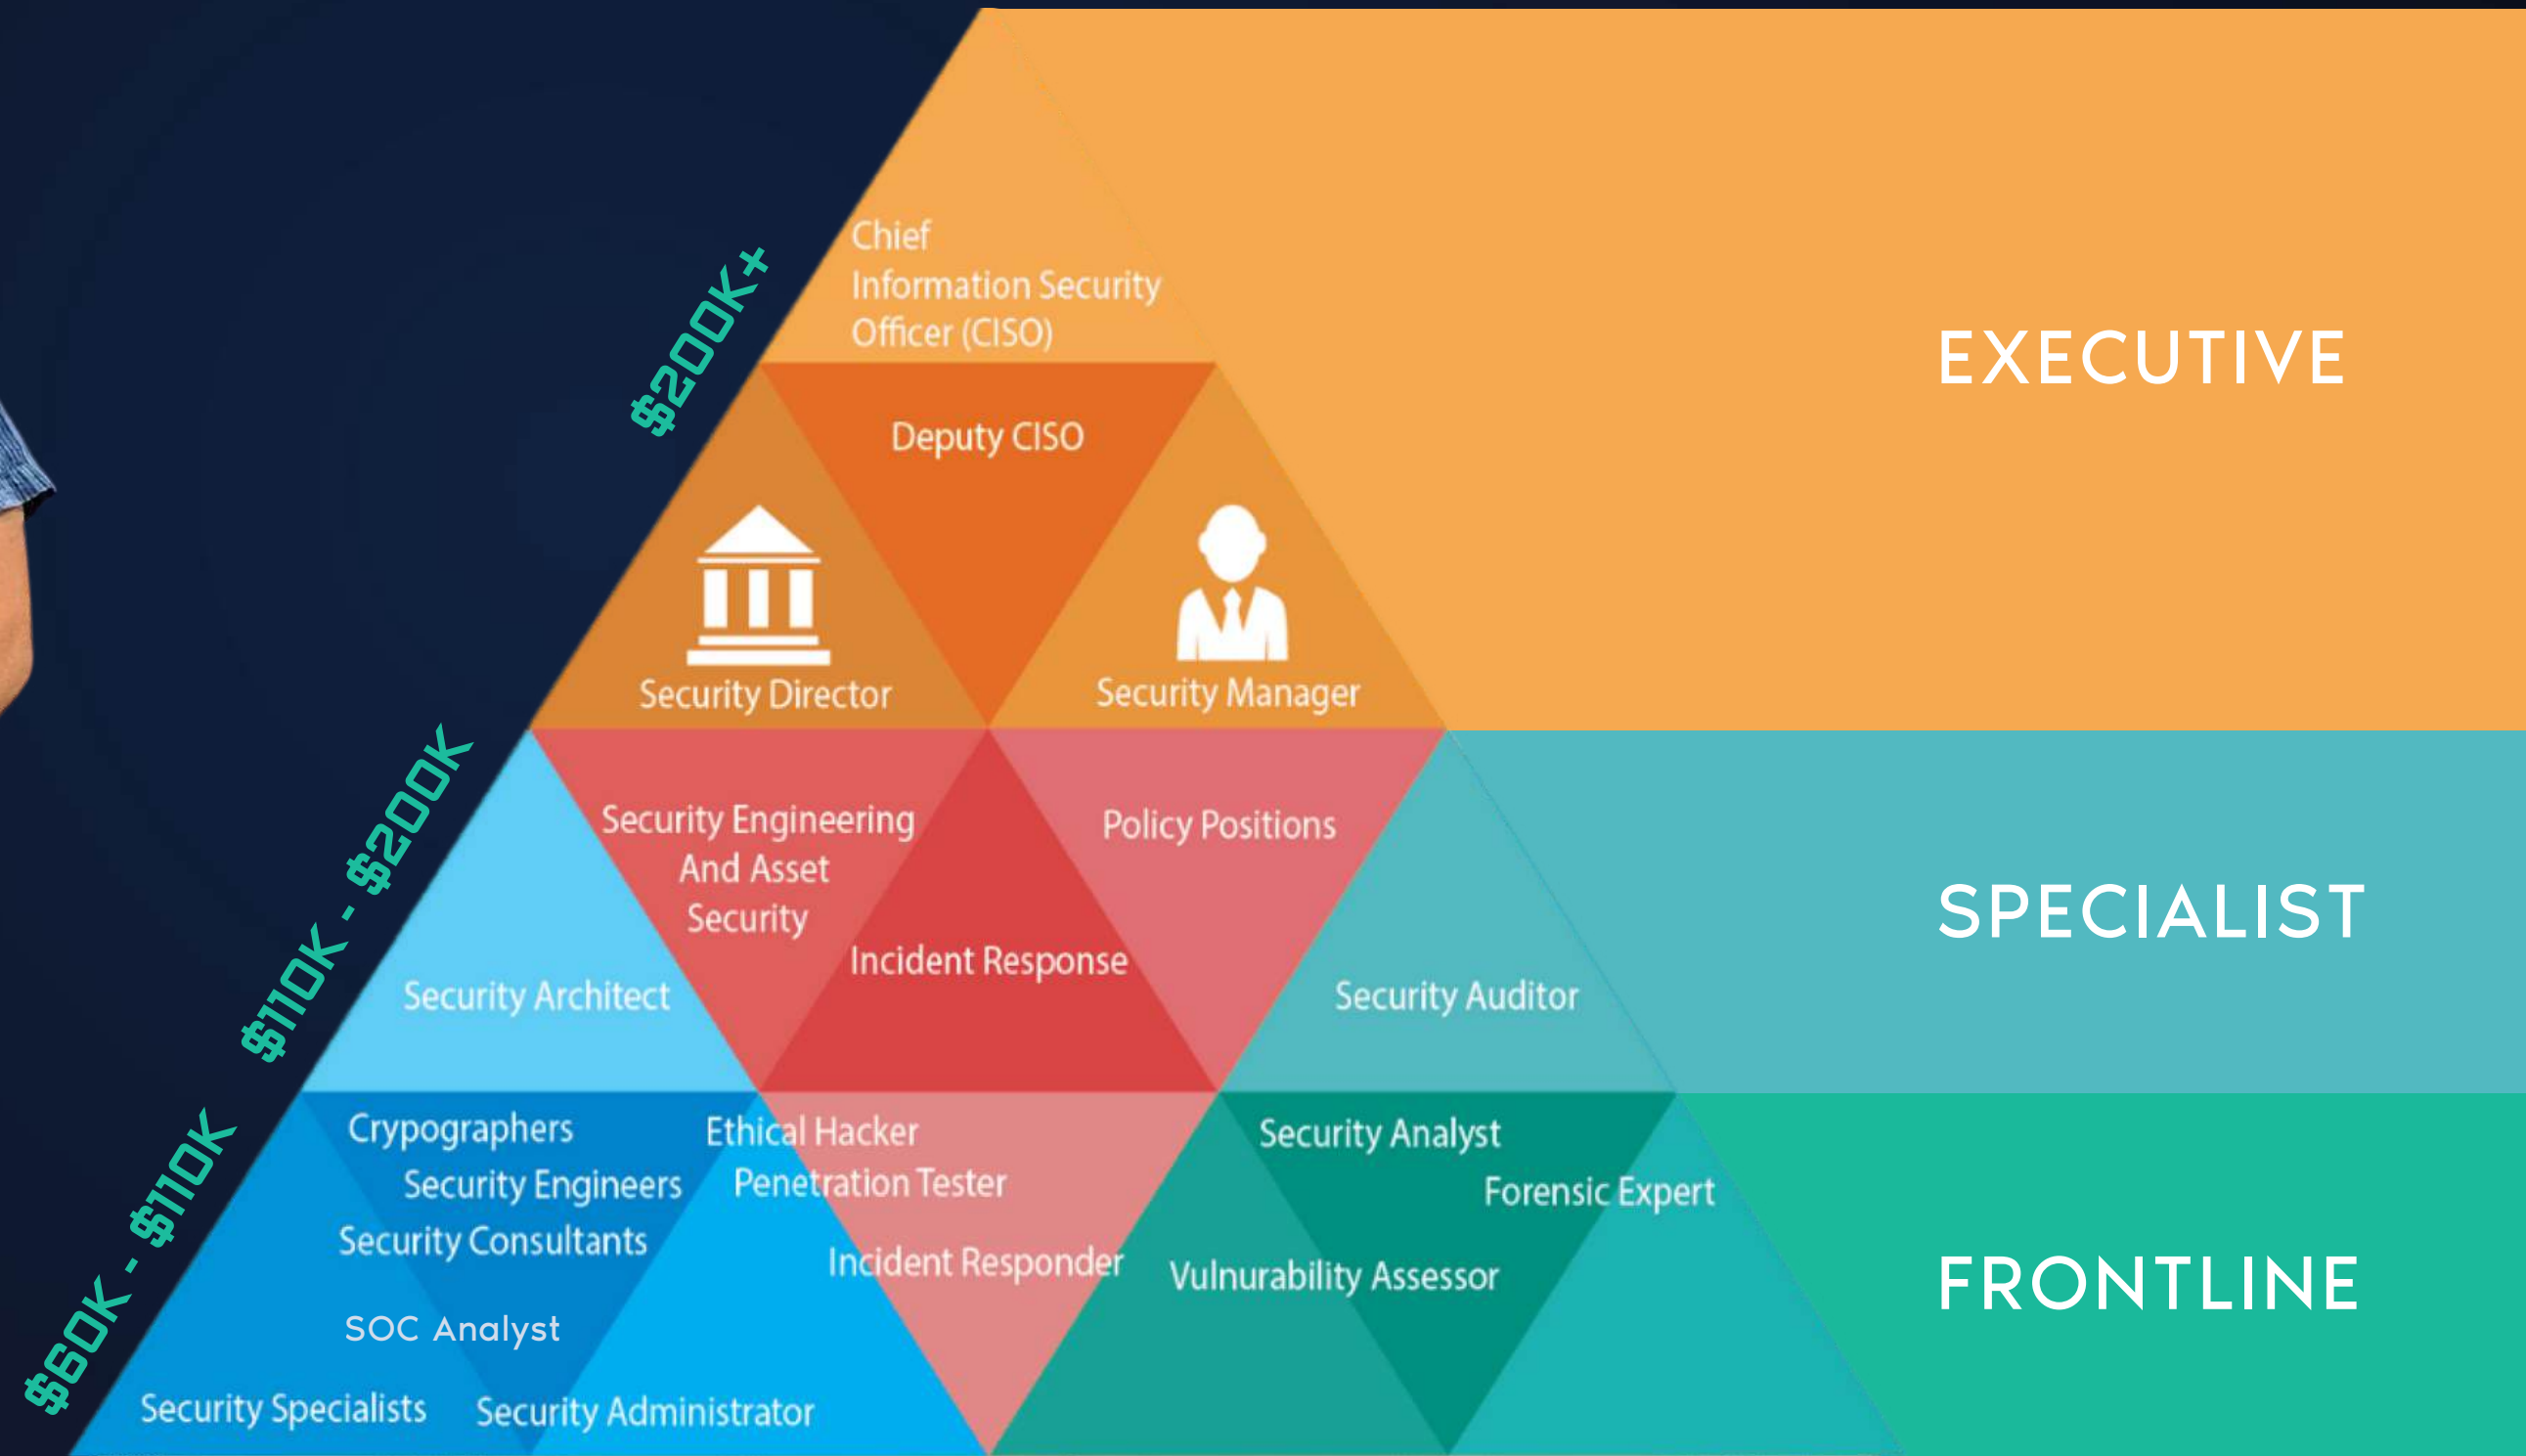 Chief
Information Security
Officer (CISO)
$200K+
EXECUTIVE
Deputy CISO
Security Director
Security Manager
$110K - $200K
Security Engineering
And Asset
Security
Policy Positions
Incident Response
SPECIALIST
Security Architect
Security Auditor
$60K - $110K
Crypographers
Ethical Hacker
Security Analyst
Security Engineers
Penetration Tester
Forensic Expert
Security Consultants
Incident Responder
Vulnurability Assessor
FRONTLINE
SOC Analyst
Security Specialists
Security Administrator